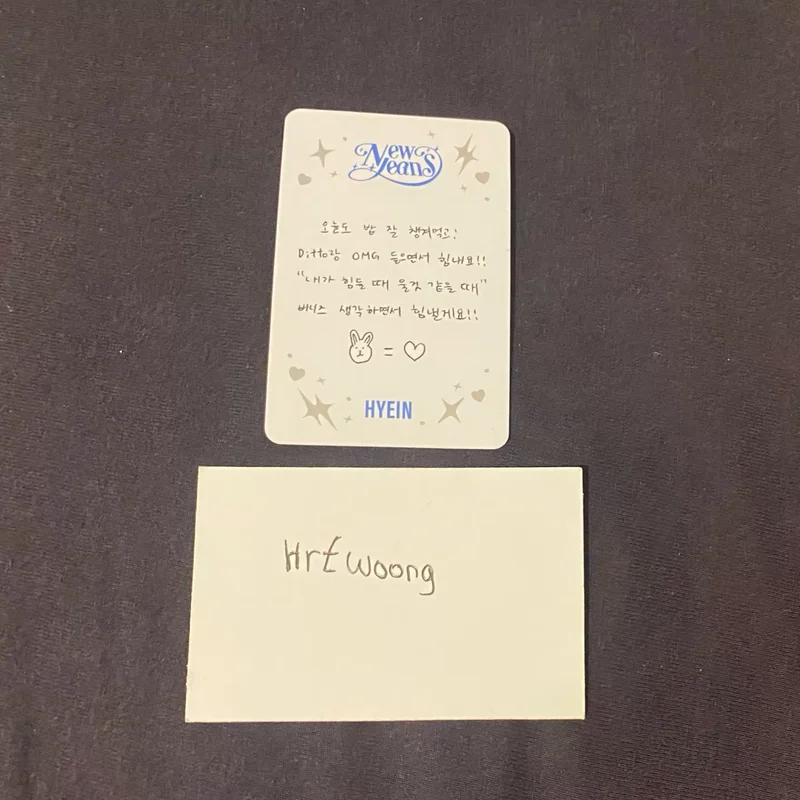 NewJeans
오늘도 밥 잘 챙겨먹고!
Ditto랑 OMG 들으면서 힘내요!!
"내가 힘들 때 울것 같을 때"
버니즈 생각하면서 힘낼게요!!
=
HYEIN
Hrtwoong